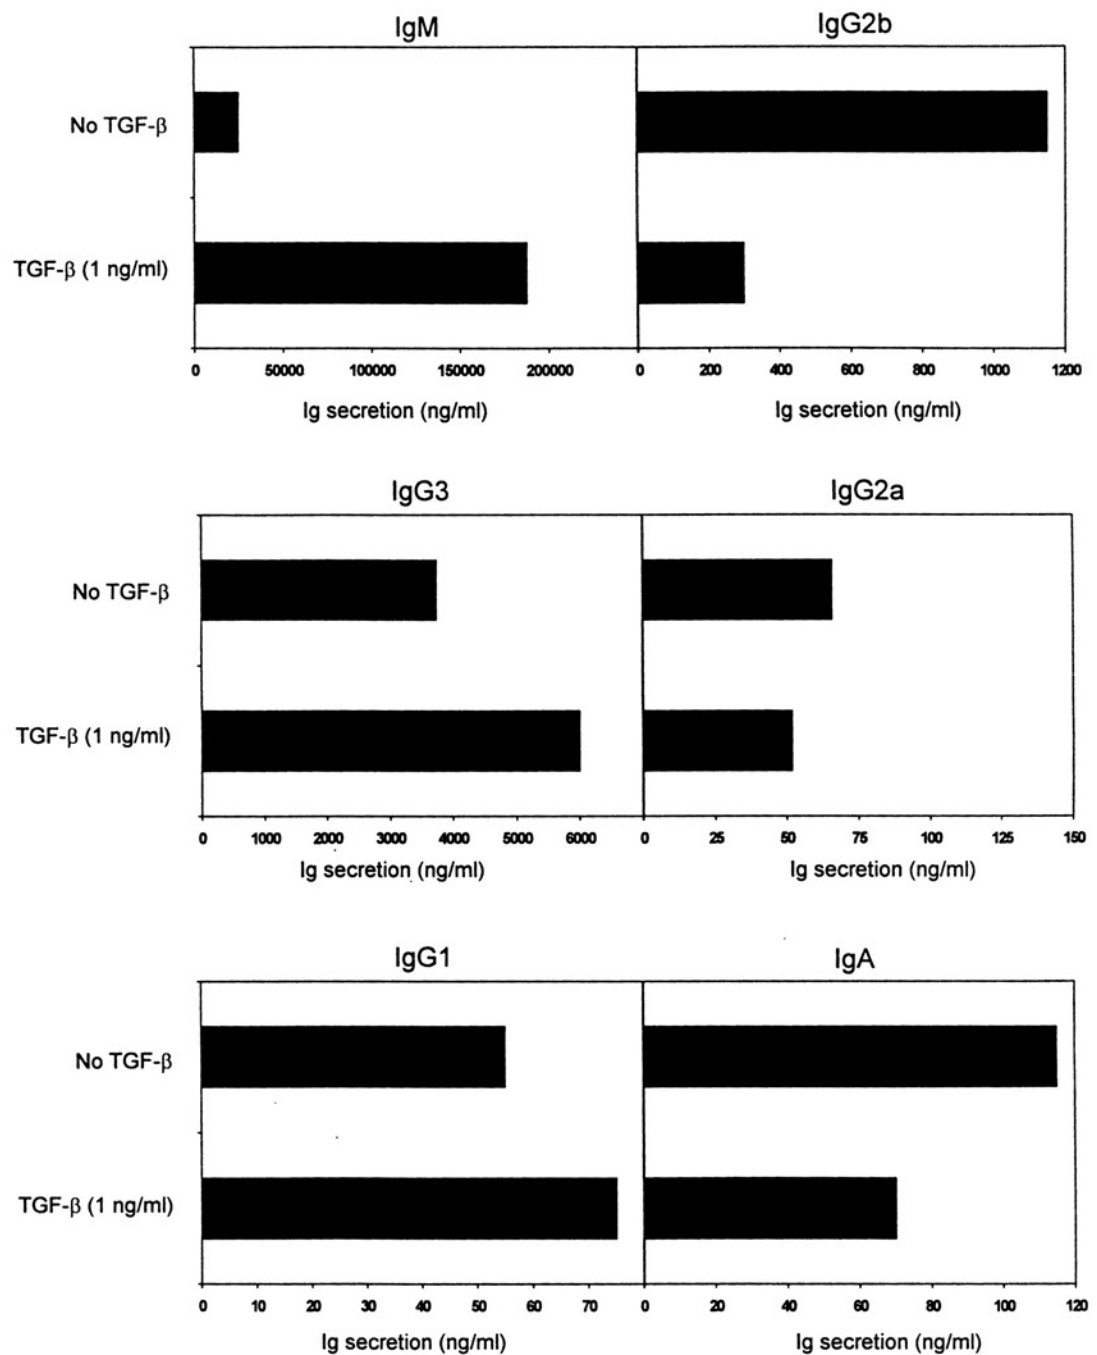 IgM IgG2b
No TGF-β
TGF-β (1 ng/ml)
0 50000 100000 150000 200000 0 200 400 600 800 1000 1200
Ig secretion (ng/ml) Ig secretion (ng/ml)
IgG3 IgG2a
No TGF-β
TGF-β (1 ng/ml)
0 1000 2000 3000 4000 5000 6000 0 25 50 75 100 125 150
Ig secretion (ng/ml) Ig secretion (ng/ml)
IgG1 IgA
No TGF-β
TGF-β (1 ng/ml)
0 10 20 30 40 50 60 70 0 20 40 60 80 100 120
Ig secretion (ng/ml) Ig secretion (ng/ml)